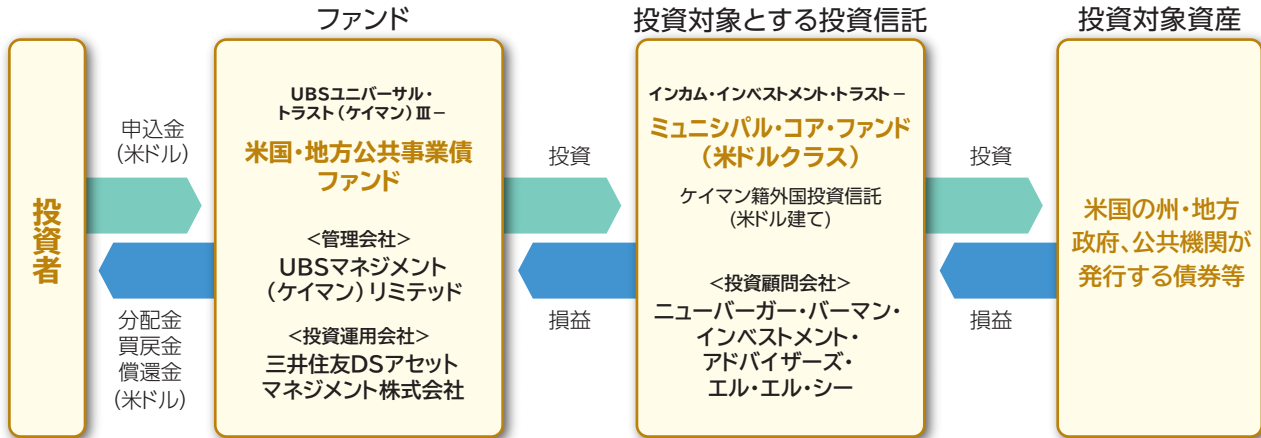 ファンド
投資対象とする投資信託
投資対象資産
投資者
申込金
(米ドル)
分配金
買戻金
償還金
(米ドル)
UBSユニバーサル・
トラスト(ケイマン)Ⅲ－
米国・地方公共事業債
ファンド
<管理会社>
UBSマネジメント
(ケイマン)リミテッド
<投資運用会社>
三井住友DSアセット
マネジメント株式会社
投資
損益
インカム・インベストメント・トラスト－
ミュニシパル・コア・ファンド
(米ドルクラス)
ケイマン籍外国投資信託
(米ドル建て)
<投資顧問会社>
ニューバーガー・バーマン・
インベストメント・
アドバイザーズ・
エル・エル・シー
投資
損益
米国の州・地方
政府、公共機関が
発行する債券等